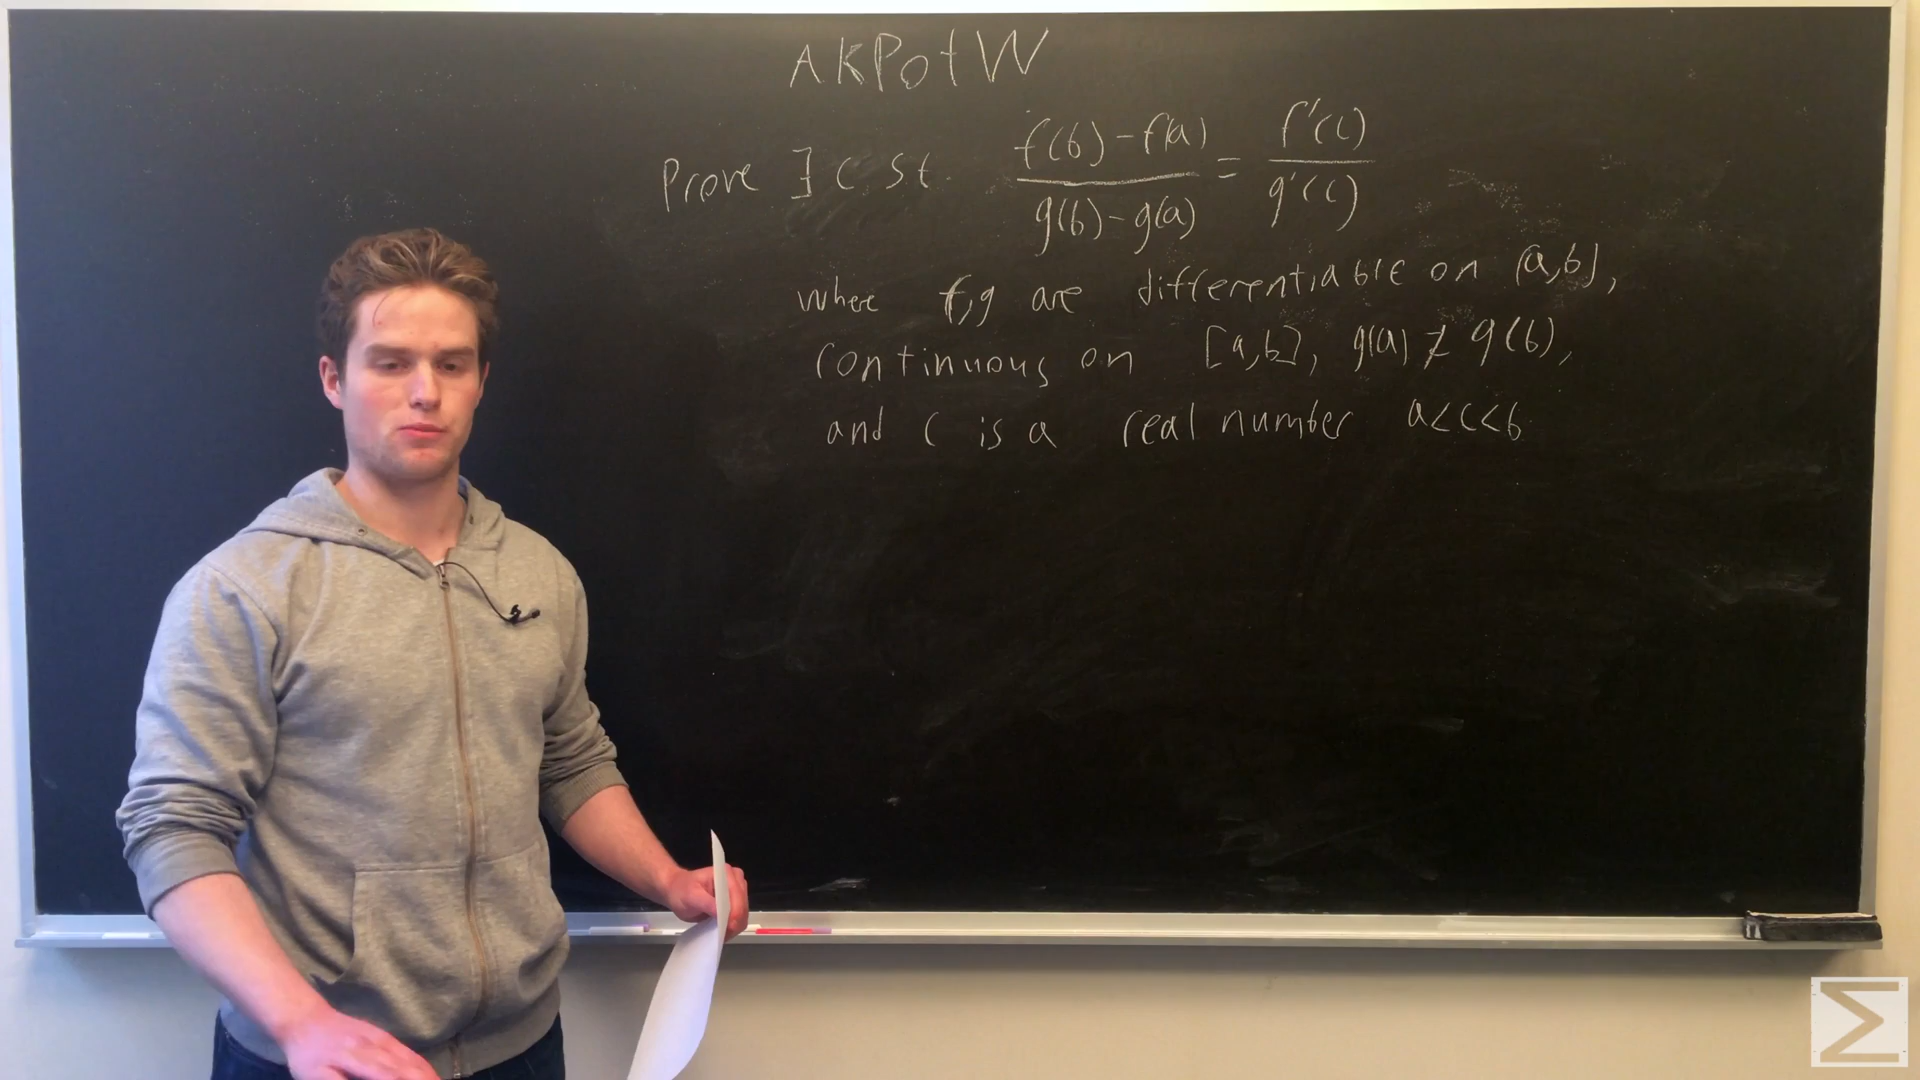 AKPotW
Prove ∃ c st. f(b)-f(a) / g(b)-g(a) = f'(c) / g'(c)
where f,g are differentiable on (a,b),
continuous on [a,b], g(a) ≠ g(b),
and c is a real number a<c<b
Σ